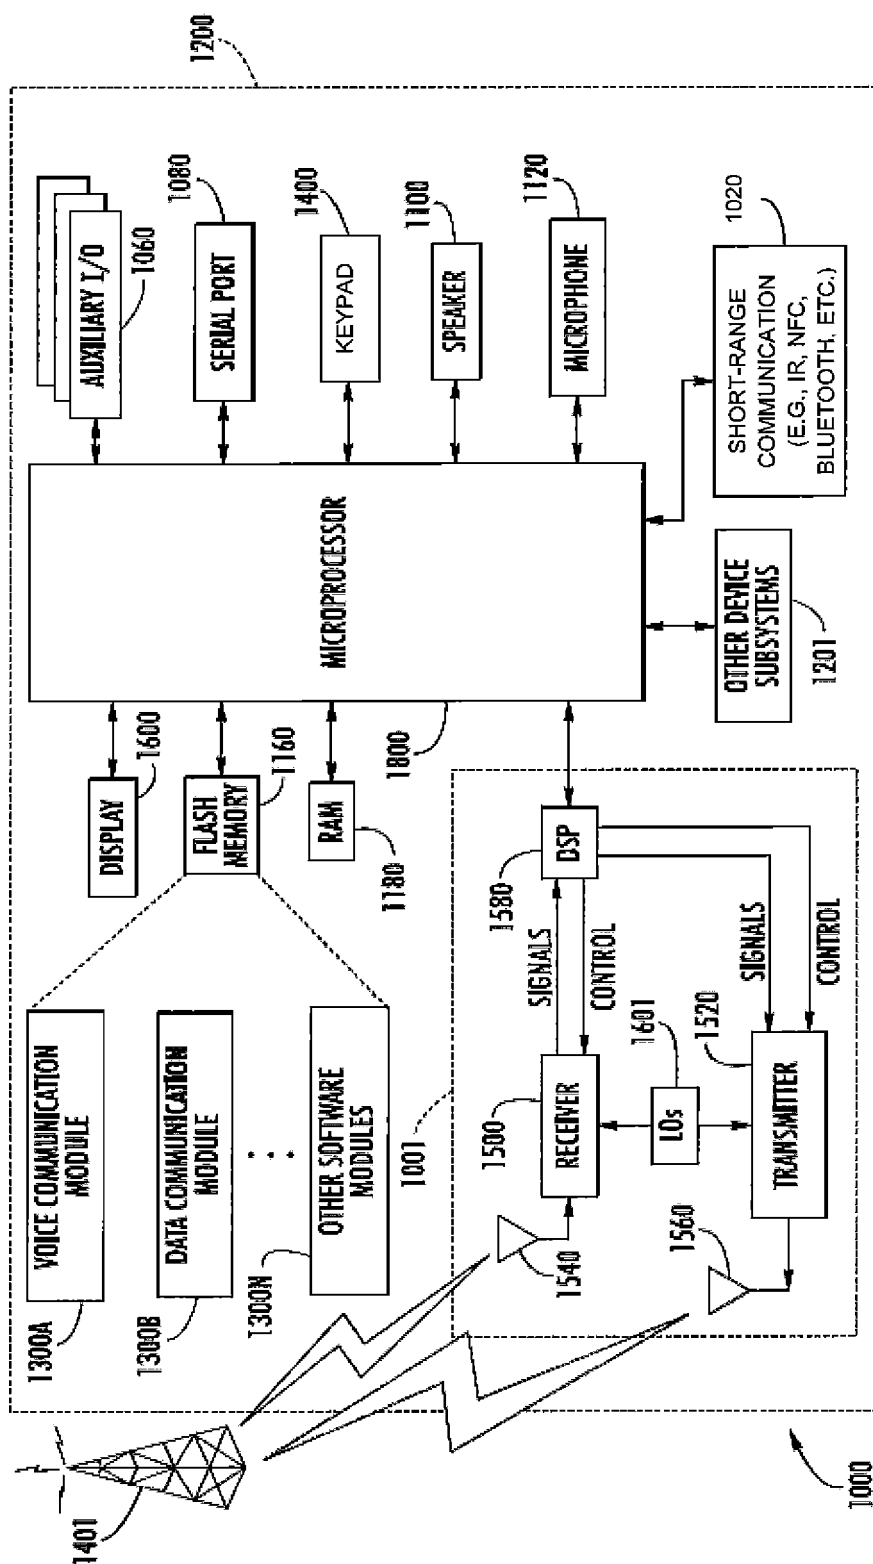 1200
1401
1300A
VOICE COMMUNICATION
MODULE
1300B
DATA COMMUNICATION
MODULE
1300N
OTHER SOFTWARE
MODULES
DISPLAY
1600
FLASH
MEMORY
1160
RAM
1180
MICROPROCESSOR
1800
AUXILIARY I/O
1060
SERIAL PORT
1080
KEYPAD
1400
SPEAKER
1100
MICROPHONE
1120
SHORT-RANGE
COMMUNICATION
(E.G., IR, NFC,
BLUETOOTH, ETC.)
1020
OTHER DEVICE
SUBSYSTEMS
1201
1001
1540
RECEIVER
1500
SIGNALS
CONTROL
DSP
1580
LOs
1601
1560
TRANSMITTER
1520
SIGNALS
CONTROL
1000